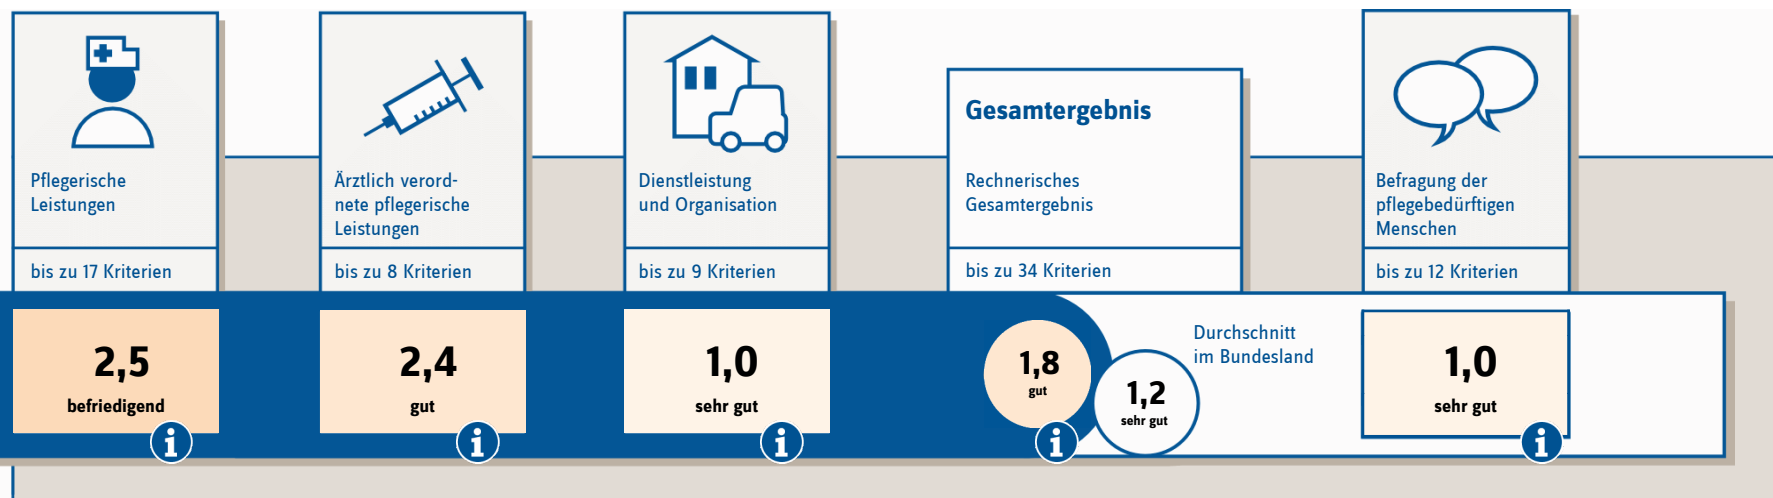 Pflegerische
Leistungen
bis zu 17 Kriterien
2,5
befriedigend
i
Ärztlich verord-
nete pflegerische
Leistungen
bis zu 8 Kriterien
2,4
gut
i
Dienstleistung
und Organisation
bis zu 9 Kriterien
1,0
sehr gut
i
Gesamtergebnis
Rechnerisches
Gesamtergebnis
bis zu 34 Kriterien
1,8
gut
i
1,2
sehr gut
Durchschnitt
im Bundesland
Befragung der
pflegebedürftigen
Menschen
bis zu 12 Kriterien
1,0
sehr gut
i